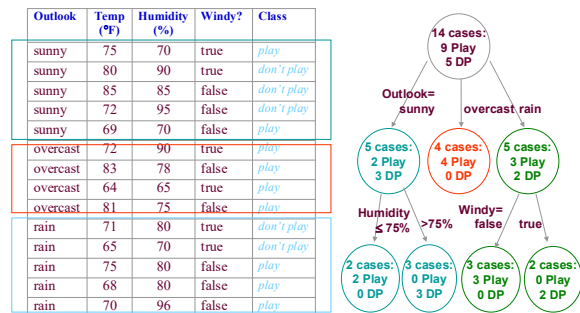 Outlook Temp (°F) Humidity (%) Windy? Class
sunny 75 70 true play
sunny 80 90 true don't play
sunny 85 85 false don't play
sunny 72 95 false don't play
sunny 69 70 false play
overcast 72 90 true play
overcast 83 78 false play
overcast 64 65 true play
overcast 81 75 false play
rain 71 80 true don't play
rain 65 70 true don't play
rain 75 80 false play
rain 68 80 false play
rain 70 96 false play
14 cases:
9 Play
5 DP
Outlook=
sunny
overcast
rain
5 cases:
2 Play
3 DP
4 cases:
4 Play
0 DP
5 cases:
3 Play
2 DP
Humidity
≤ 75%
>75%
Windy=
false
true
2 cases:
2 Play
0 DP
3 cases:
0 Play
3 DP
3 cases:
3 Play
0 DP
2 cases:
0 Play
2 DP